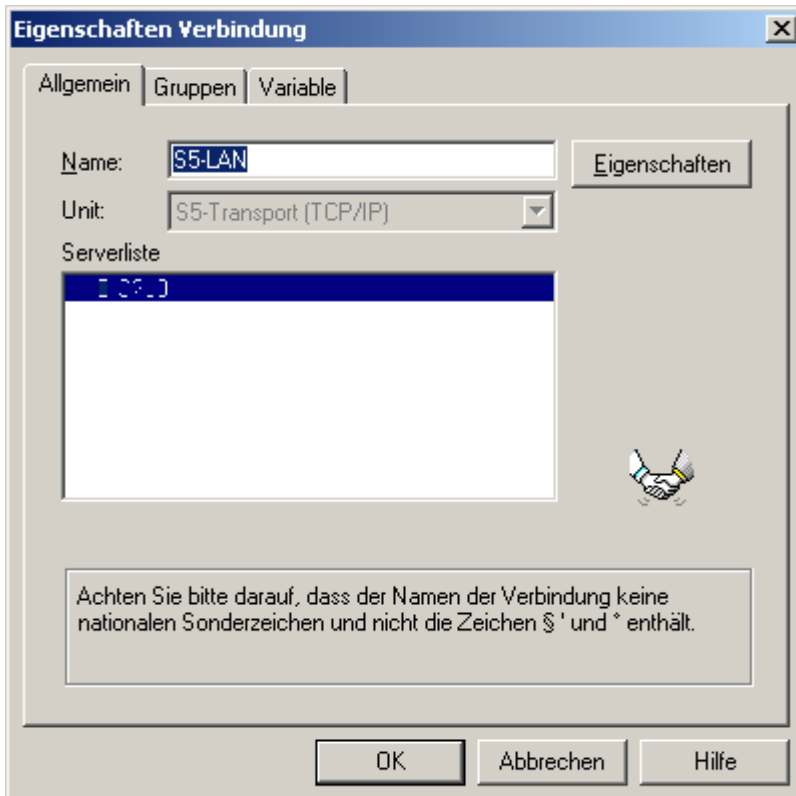 Eigenschaften Verbindung
Allgemein
Gruppen
Variable
Name:
S5-LAN
Eigenschaften
Unit:
S5-Transport (TCP/IP)
Serverliste
Achten Sie bitte darauf, dass der Namen der Verbindung keine
nationalen Sonderzeichen und nicht die Zeichen § ' und * enthält.
OK
Abbrechen
Hilfe